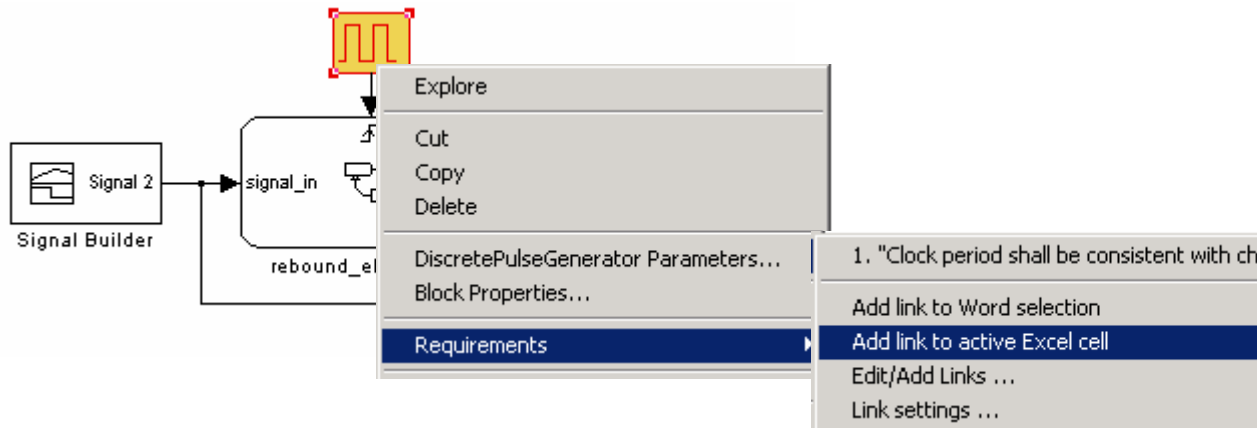 Explore
Cut
Copy
Signal 2
signal_in
Delete
Signal Builder
DiscretePulseGenerator Parameters...
1. "Clock period shall be consistent with ch
Block Properties...
Add link to Word selection
Requirements
Add link to active Excel cell
Edit/Add Links ...
Link settings ...